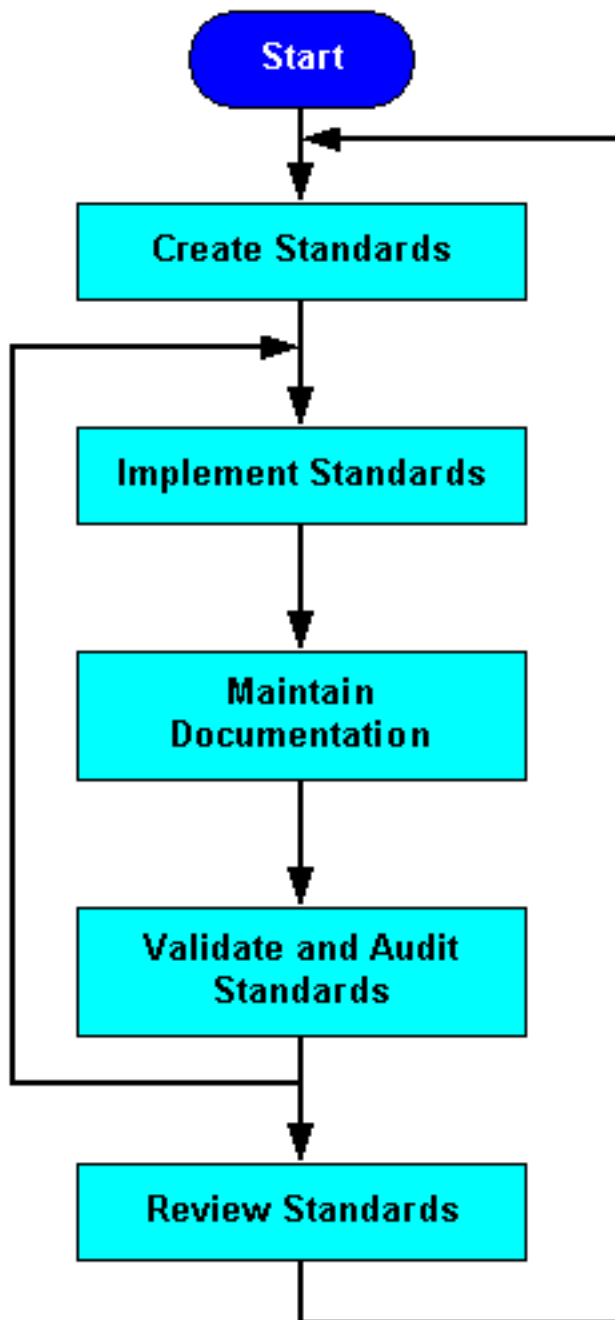 Start
Create Standards
Implement Standards
Maintain
Documentation
Validate and Audit
Standards
Review Standards